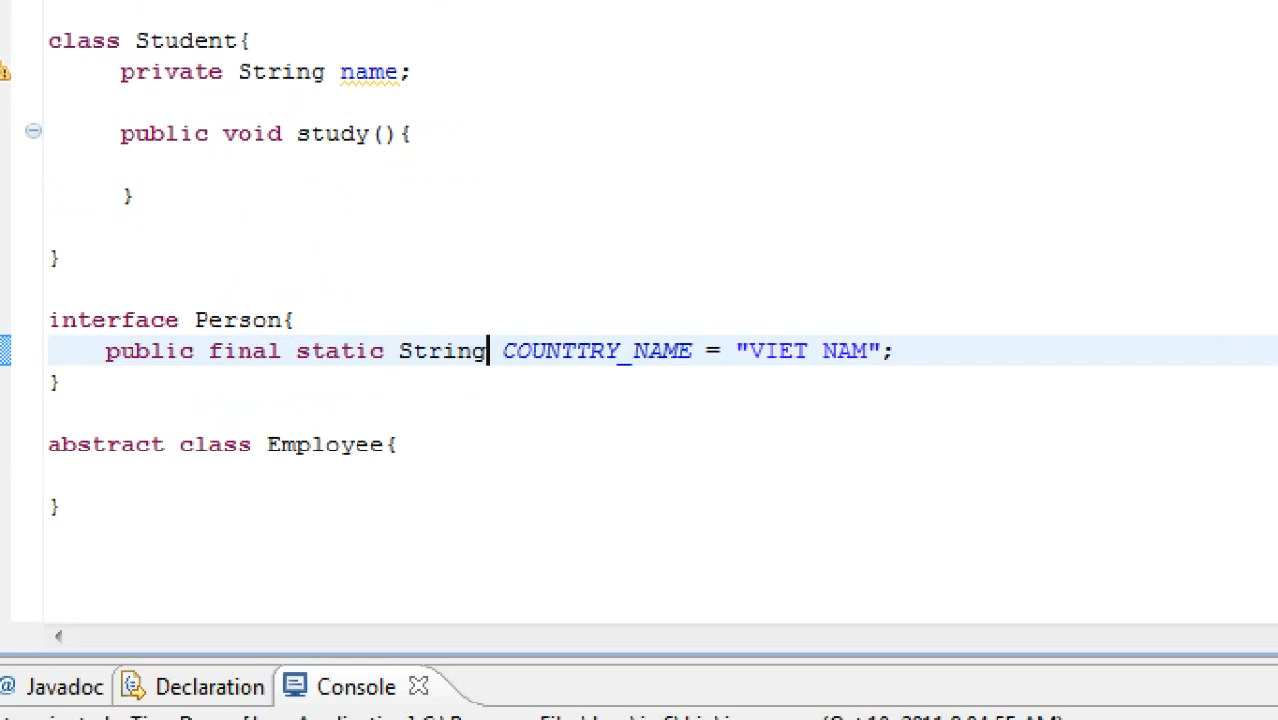 class Student{
private String name;
public void study(){
}
}
interface Person{
public final static String COUNTTRY_NAME = "VIET NAM";
}
abstract class Employee{
}
@ Javadoc Declaration Console